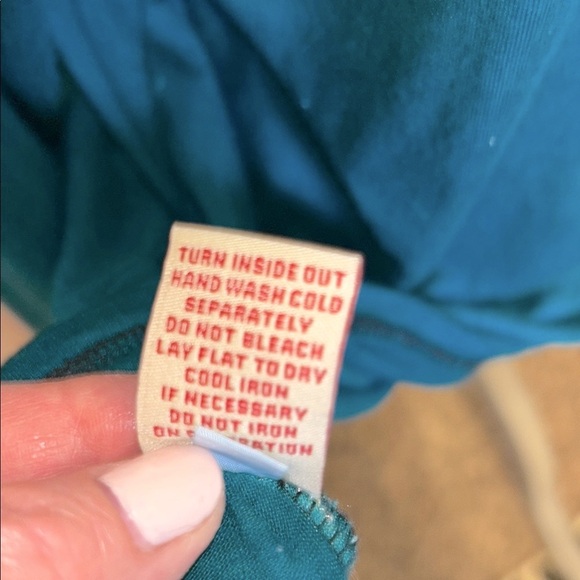 TURN INSIDE OUT
HAND WASH COLD
SEPARATELY
DO NOT BLEACH
LAY FLAT TO DRY
COOL IRON
IF NECESSARY
DO NOT IRON
ON